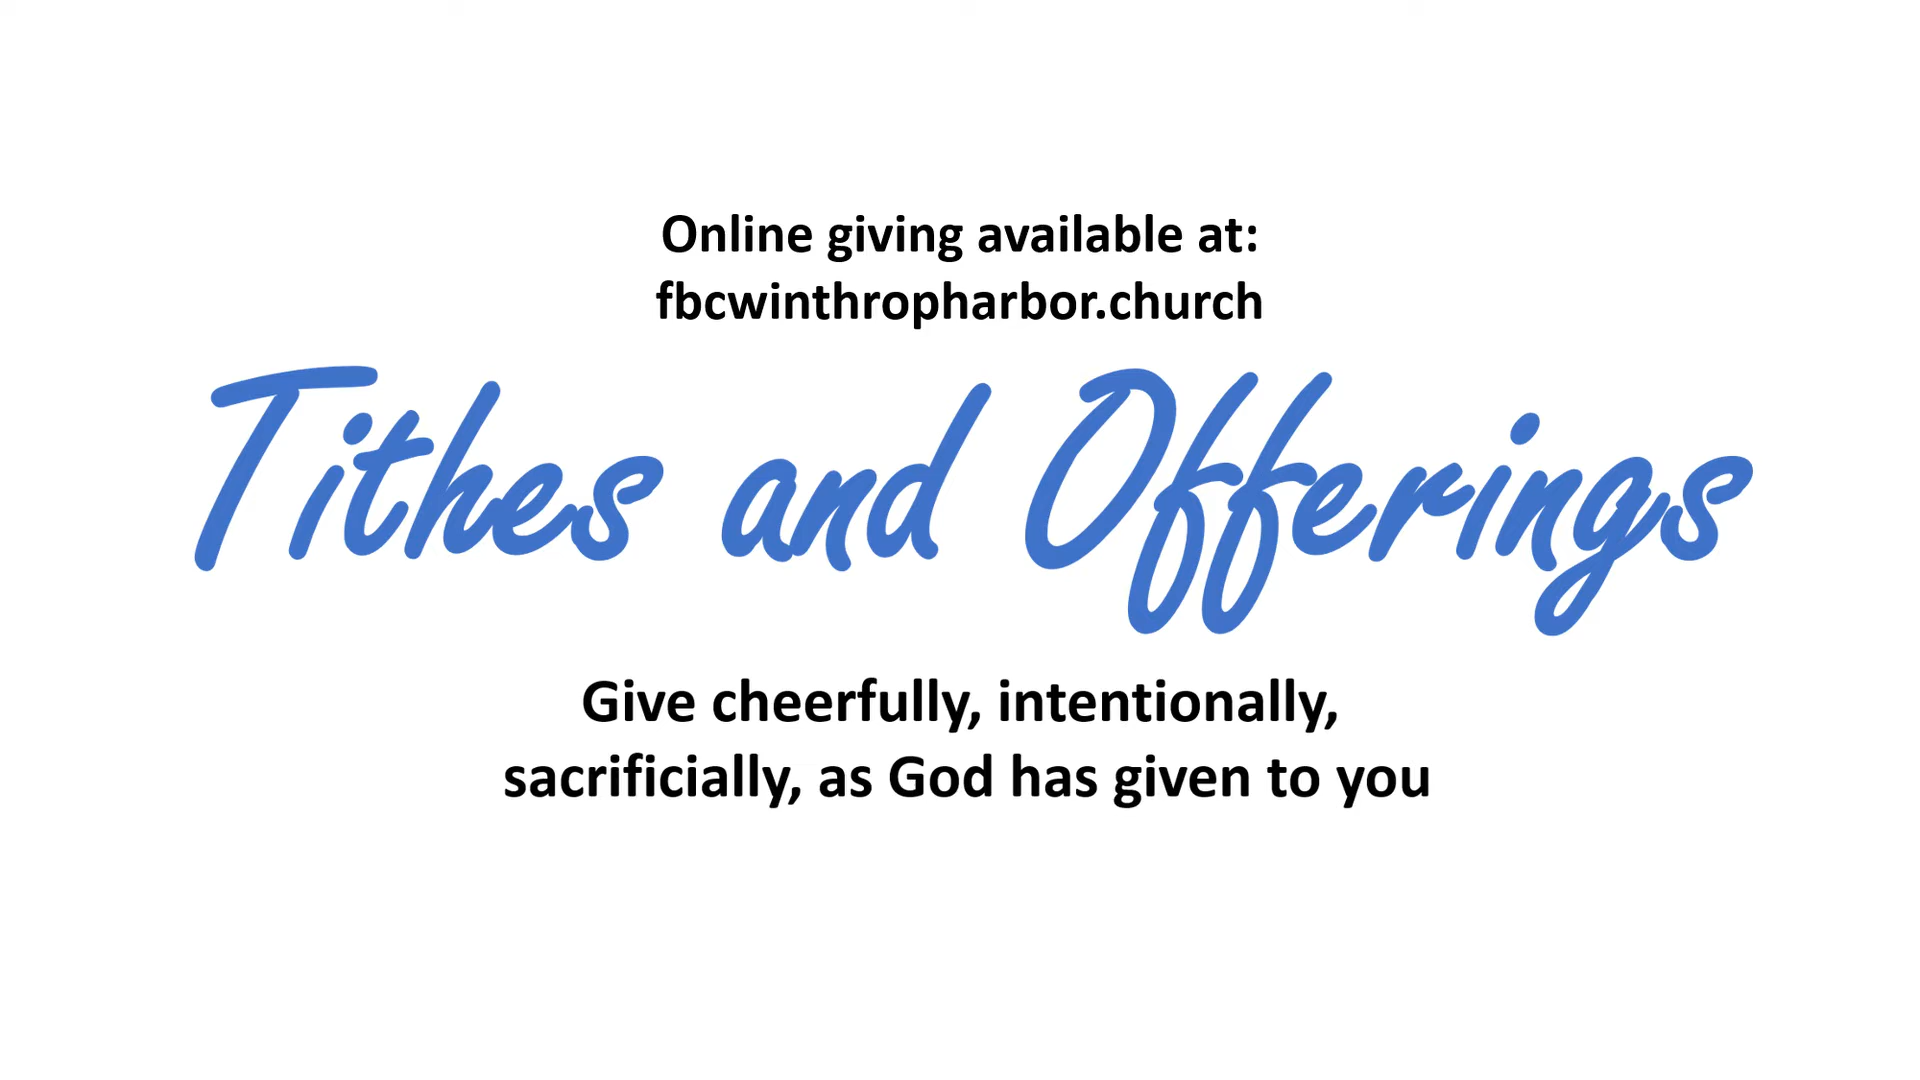 Online giving available at:
fbcwinthropharbor.church
Tithes and Offerings
Give cheerfully, intentionally,
sacrificially, as God has given to you